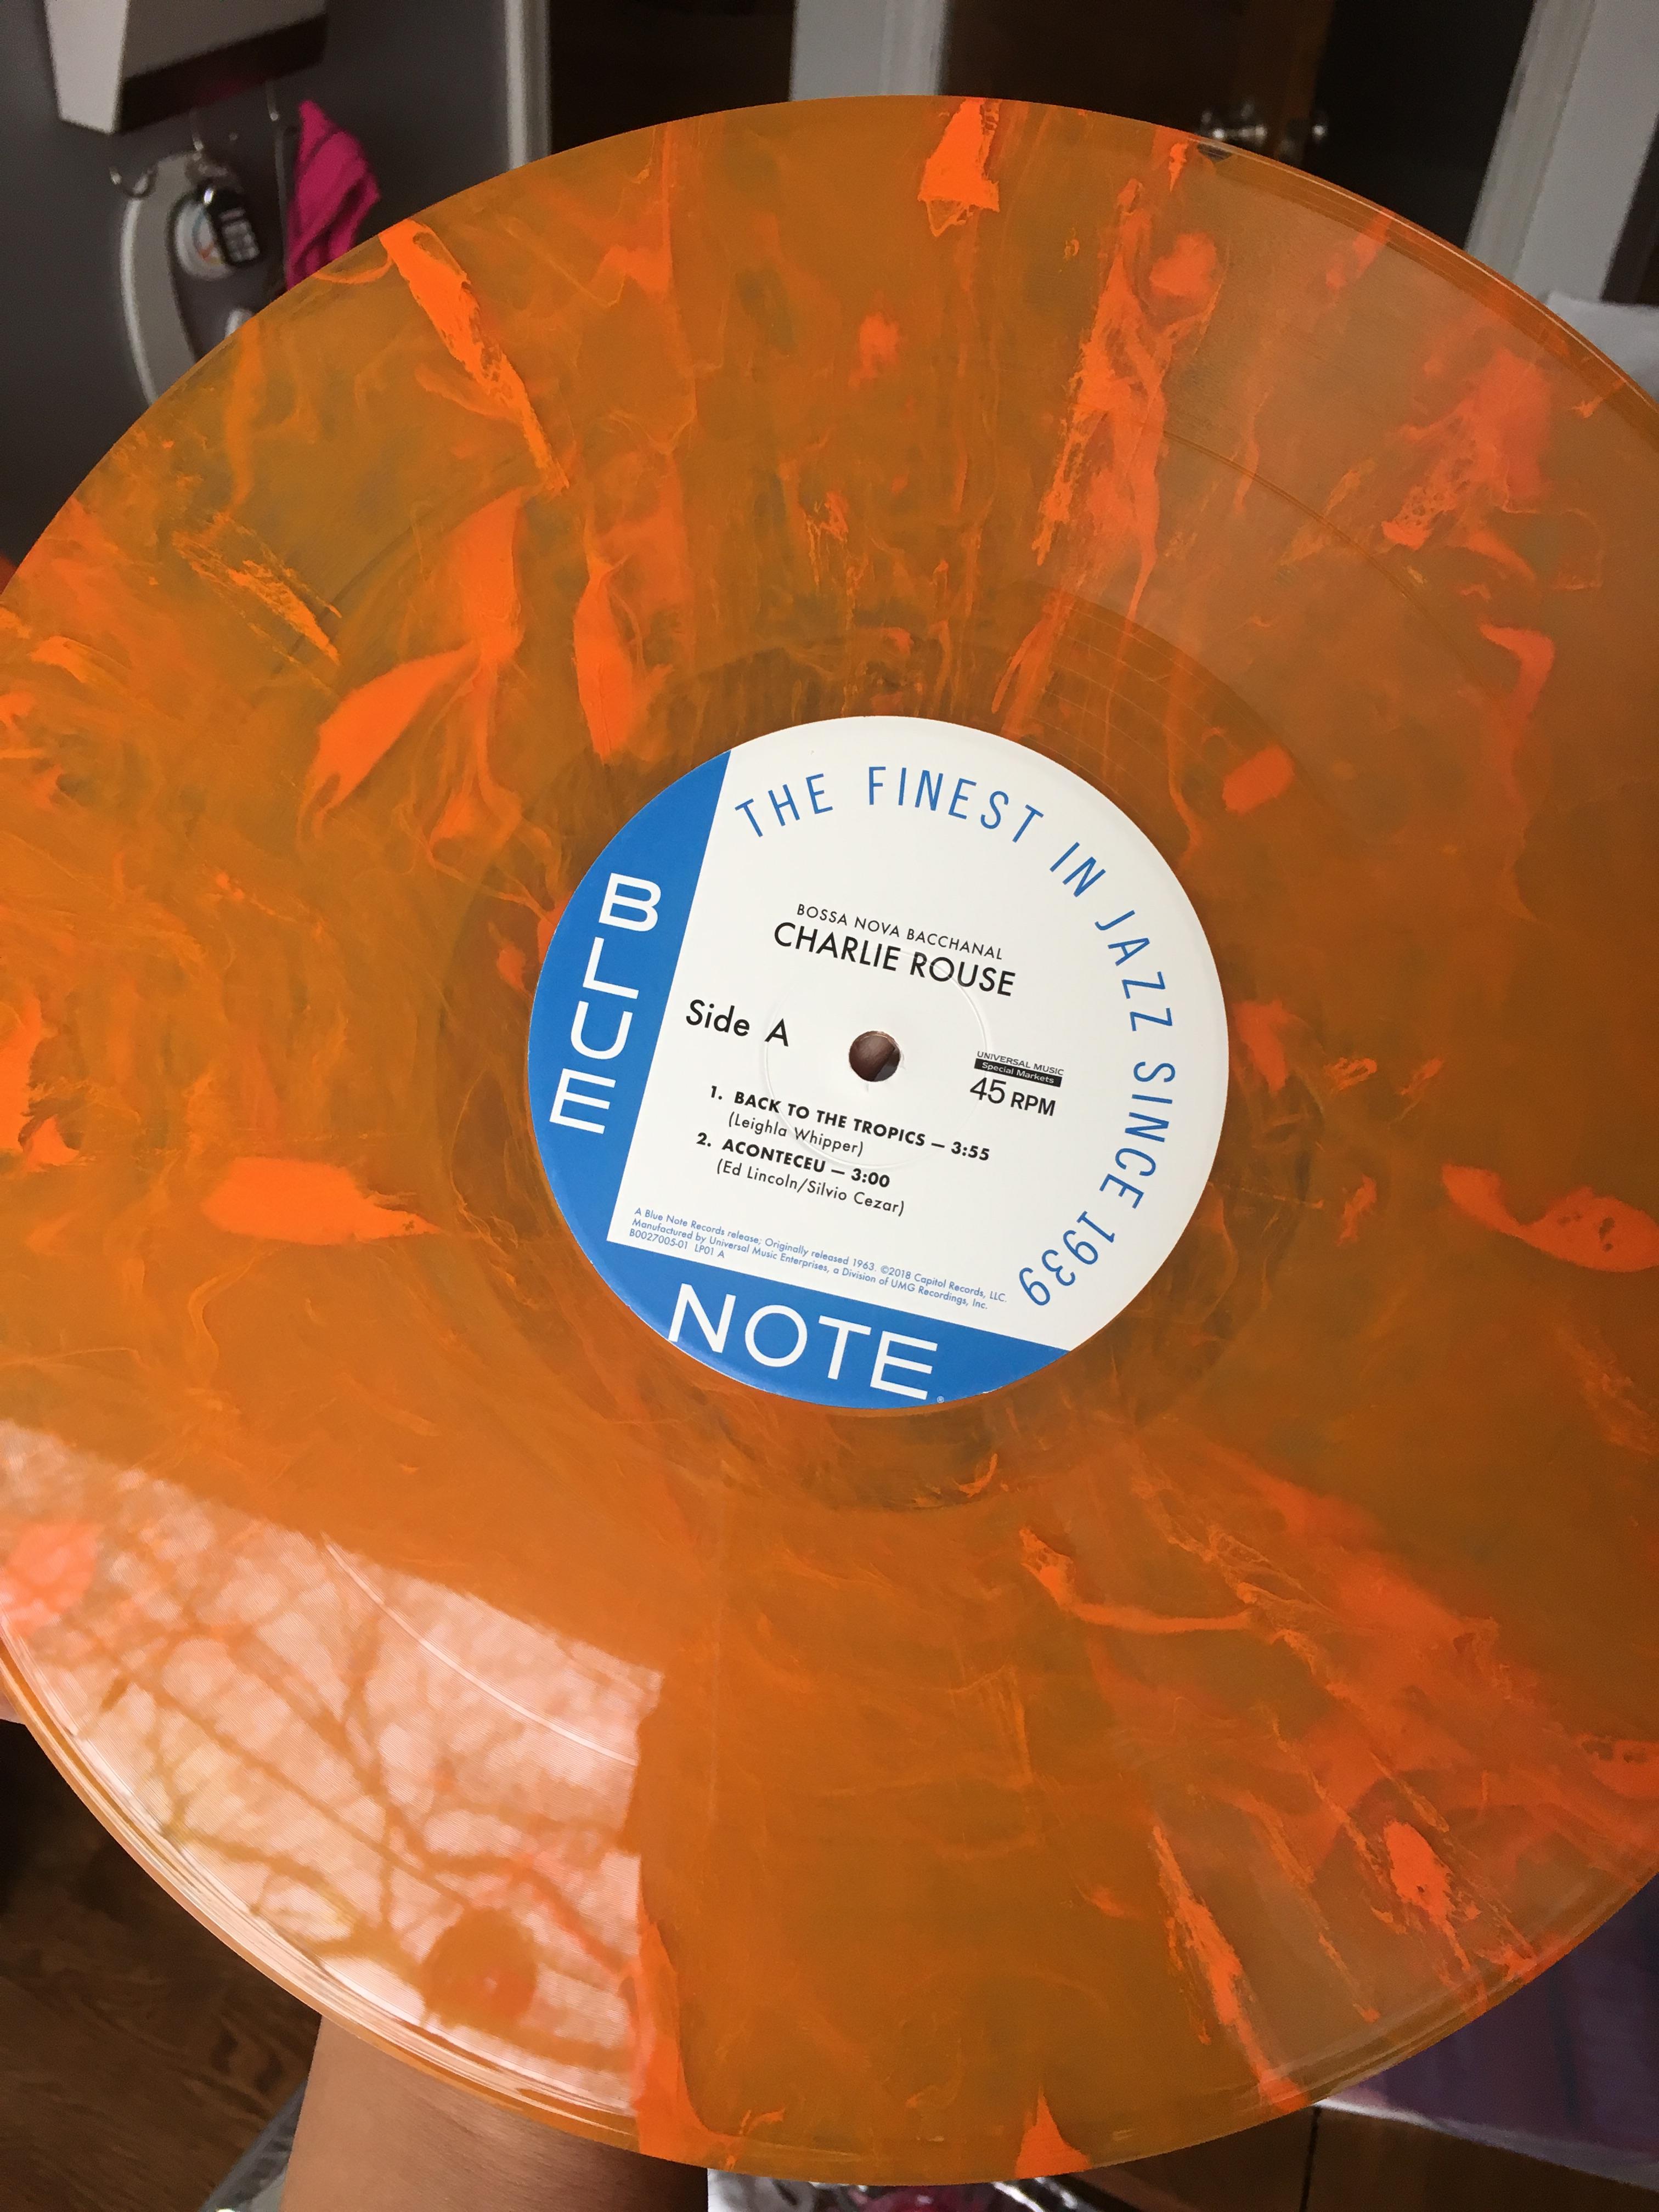 THE FINEST IN JAZZ SINCE 1939
BLUE
NOTE®
BOSSA NOVA BACCHANAL
CHARLIE ROUSE
Side A
UNIVERSAL MUSIC
Special Markets
45 RPM
1. BACK TO THE TROPICS — 3:55
(Leighla Whipper)
2. ACONTECEU — 3:00
(Ed Lincoln/Silvio Cezar)
A Blue Note Records release; Originally released 1963. ©2018 Capitol Records, LLC.
Manufactured by Universal Music Enterprises, a Division of UMG Recordings, Inc.
B0027005-01 LP01 A